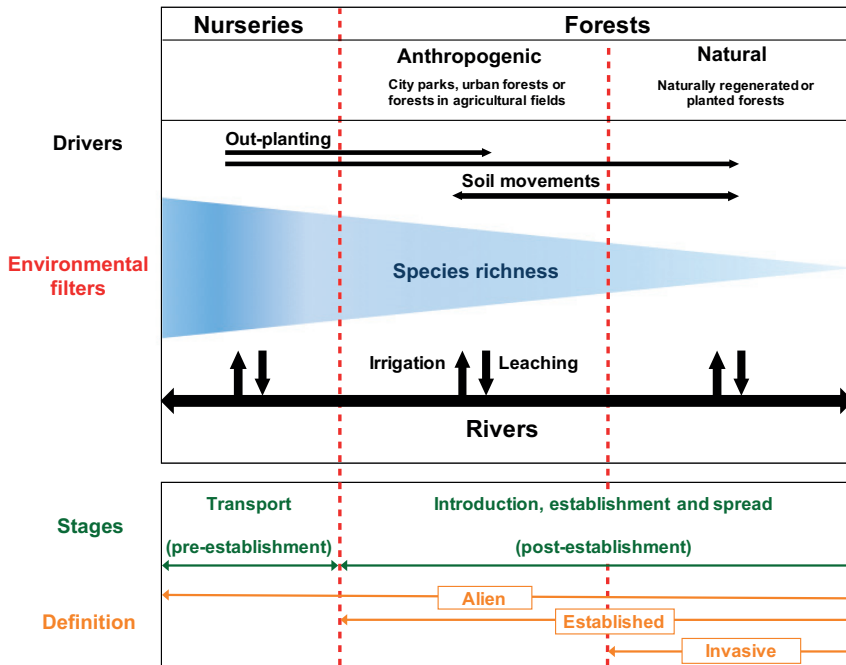 Nurseries
Forests
Anthropogenic
City parks, urban forests or
forests in agricultural fields
Natural
Naturally regenerated or
planted forests
Drivers
Out-planting
Soil movements
Environmental
filters
Species richness
Irrigation
Leaching
Rivers
Stages
Transport
(pre-establishment)
Introduction, establishment and spread
(post-establishment)
Definition
Alien
Established
Invasive